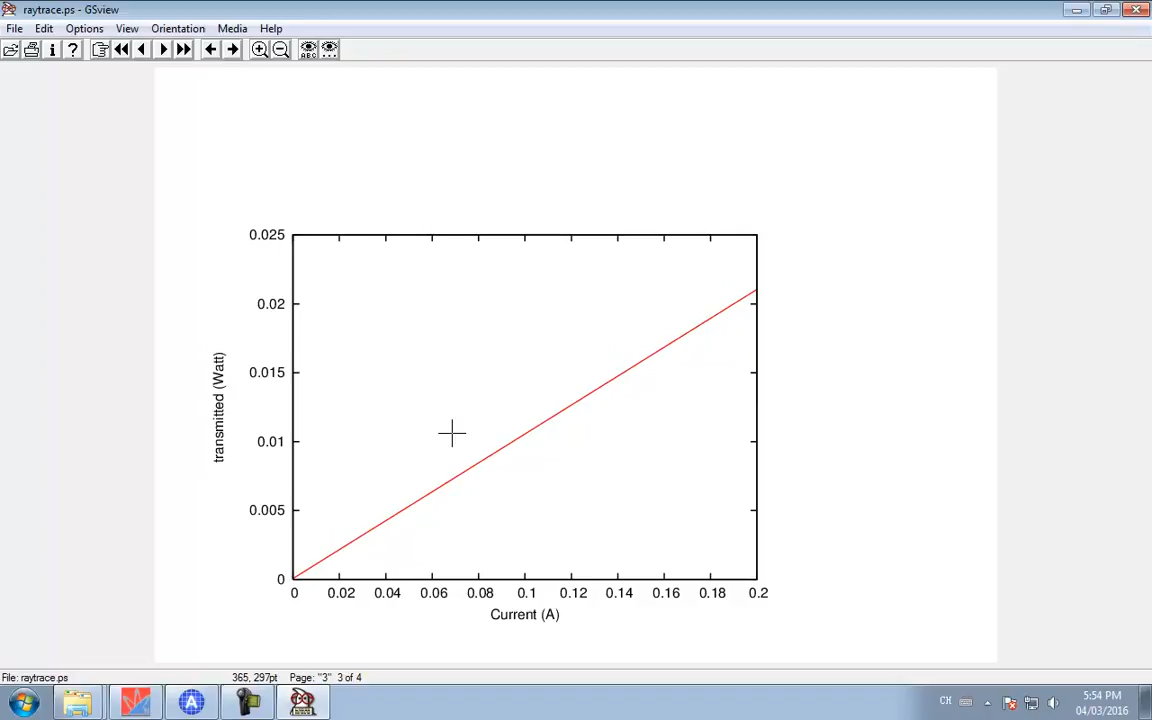 raytrace.ps - GSview
File Edit Options View Orientation Media Help
0.025
0.02
0.015
0.01
0.005
0
transmitted (Watt)
0 0.02 0.04 0.06 0.08 0.1 0.12 0.14 0.16 0.18 0.2
Current (A)
File: raytrace.ps 365, 297pt Page: "3" 3 of 4
CH
5:54 PM
04/03/2016